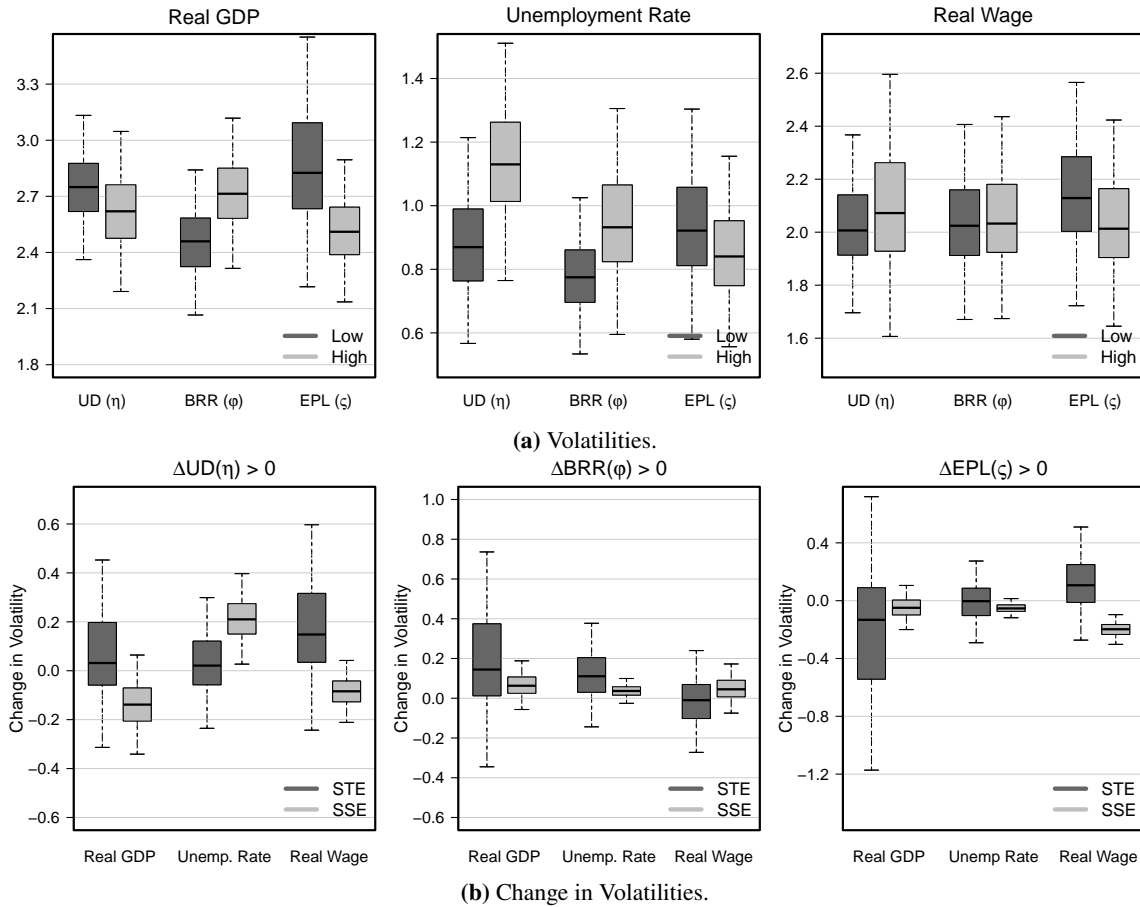 Real GDP
Unemployment Rate
Real Wage
3.3
3.0
2.7
2.4
2.1
1.8
Low
High
UD (η)
BRR (φ)
EPL (ς)
1.4
1.2
1.0
0.8
0.6
Low
High
UD (η)
BRR (φ)
EPL (ς)
2.6
2.4
2.2
2.0
1.8
1.6
Low
High
UD (η)
BRR (φ)
EPL (ς)
(a) Volatilities.
ΔUD(η) > 0
ΔBRR(φ) > 0
ΔEPL(ς) > 0
Change in Volatility
0.6
0.4
0.2
0.0
−0.2
−0.4
−0.6
STE
SSE
Real GDP
Unemp. Rate
Real Wage
Change in Volatility
1.0
0.8
0.6
0.4
0.2
0.0
−0.2
−0.4
−0.6
STE
SSE
Real GDP
Unemp. Rate
Real Wage
Change in Volatility
0.4
0.0
−0.4
−0.8
−1.2
STE
SSE
Real GDP
Unemp Rate
Real Wage
(b) Change in Volatilities.